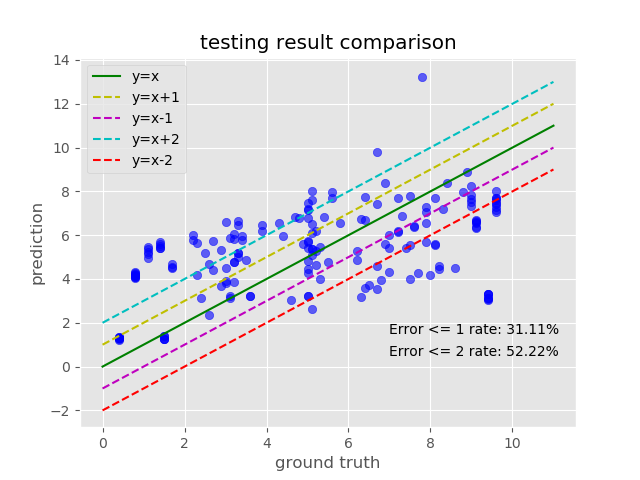 testing result comparison
y=x
y=x+1
y=x-1
y=x+2
y=x-2
14
12
10
8
6
4
2
0
−2
prediction
Error <= 1 rate: 31.11%
Error <= 2 rate: 52.22%
0 2 4 6 8 10
ground truth